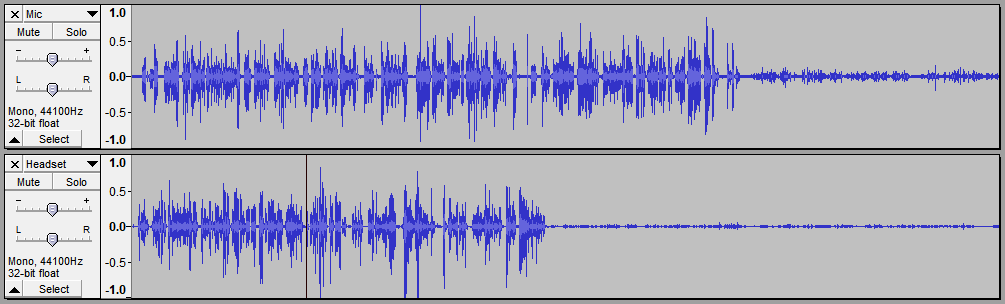 × Mic ▼ 1.0
Mute Solo
0.5
- +
0.0
L R
Mono, 44100Hz
-0.5
32-bit float
▲ Select -1.0
× Headset ▼ 1.0
Mute Solo
0.5
- +
0.0
L R
Mono, 44100Hz
-0.5
32-bit float
▲ Select -1.0